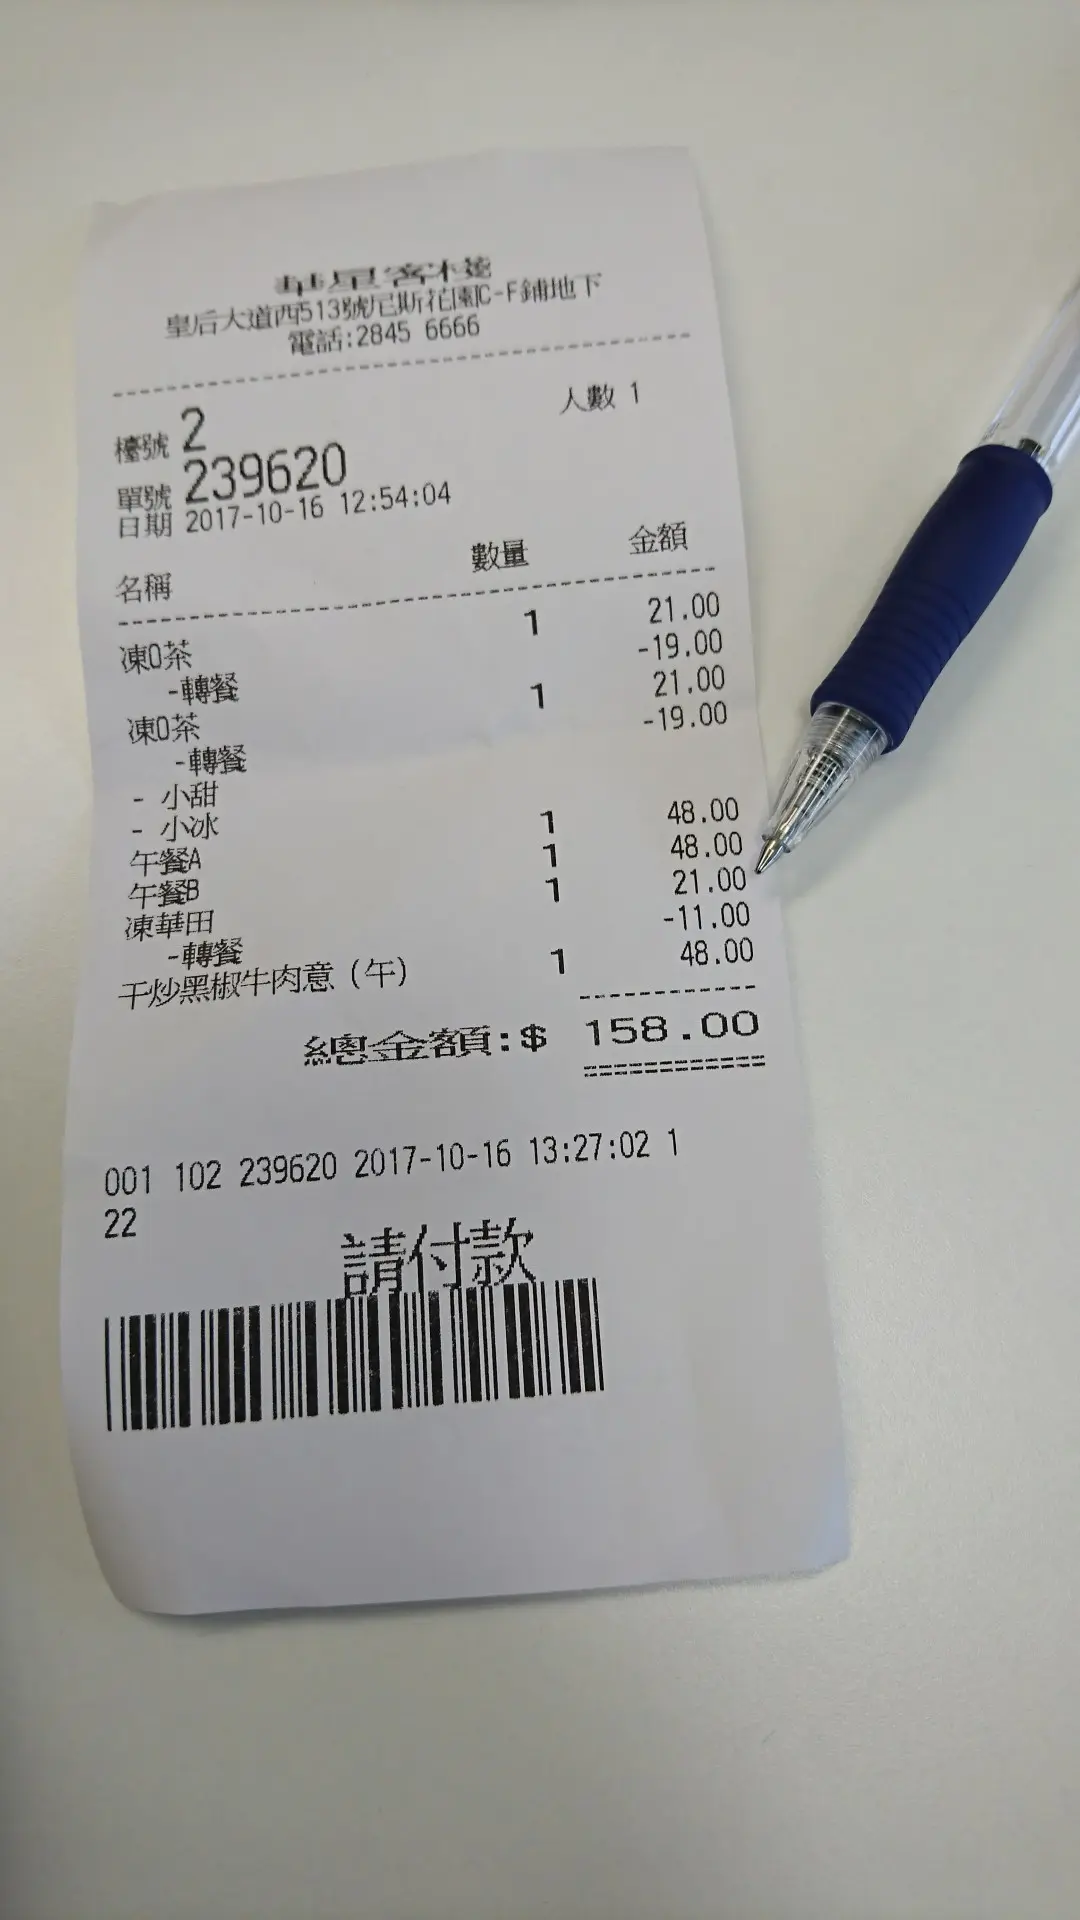 華星客棧
皇后大道西513號尼斯花園C-F鋪地下
電話:2845 6666
檯號 2 人數 1
單號 239620
日期 2017-10-16 12:54:04
名稱 數量 金額
凍O茶 1 21.00
-轉餐 -19.00
凍O茶 1 21.00
-轉餐 -19.00
- 小甜
- 小冰
午餐A 1 48.00
午餐B 1 48.00
凍華田 1 21.00
-轉餐 -11.00
干炒黑椒牛肉意 (午) 1 48.00
總金額:$ 158.00
001 102 239620 2017-10-16 13:27:02 1
22
請付款